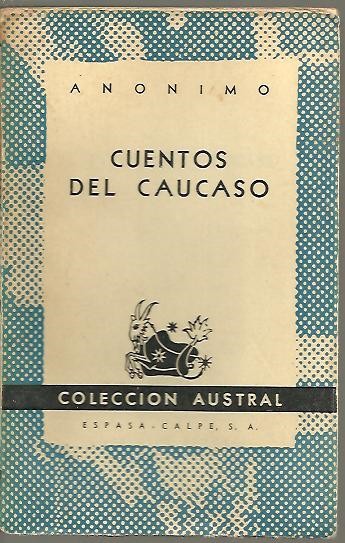 ANONIMO
CUENTOS
DEL CAUCASO
COLECCION AUSTRAL
ESPASA-CALPE, S. A.